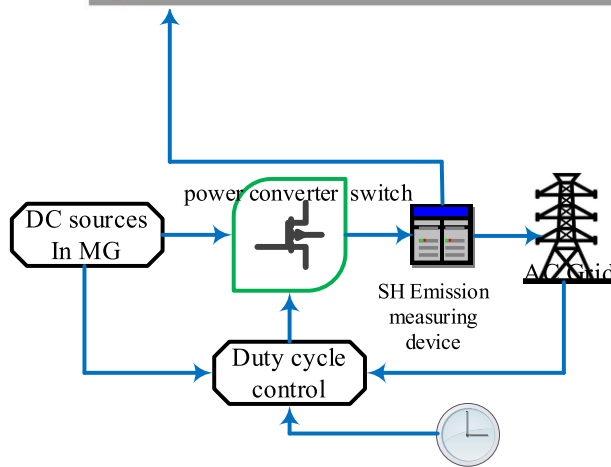 power converter switch
DC sources
In MG
AC Grid
SH Emission
measuring
device
Duty cycle
control